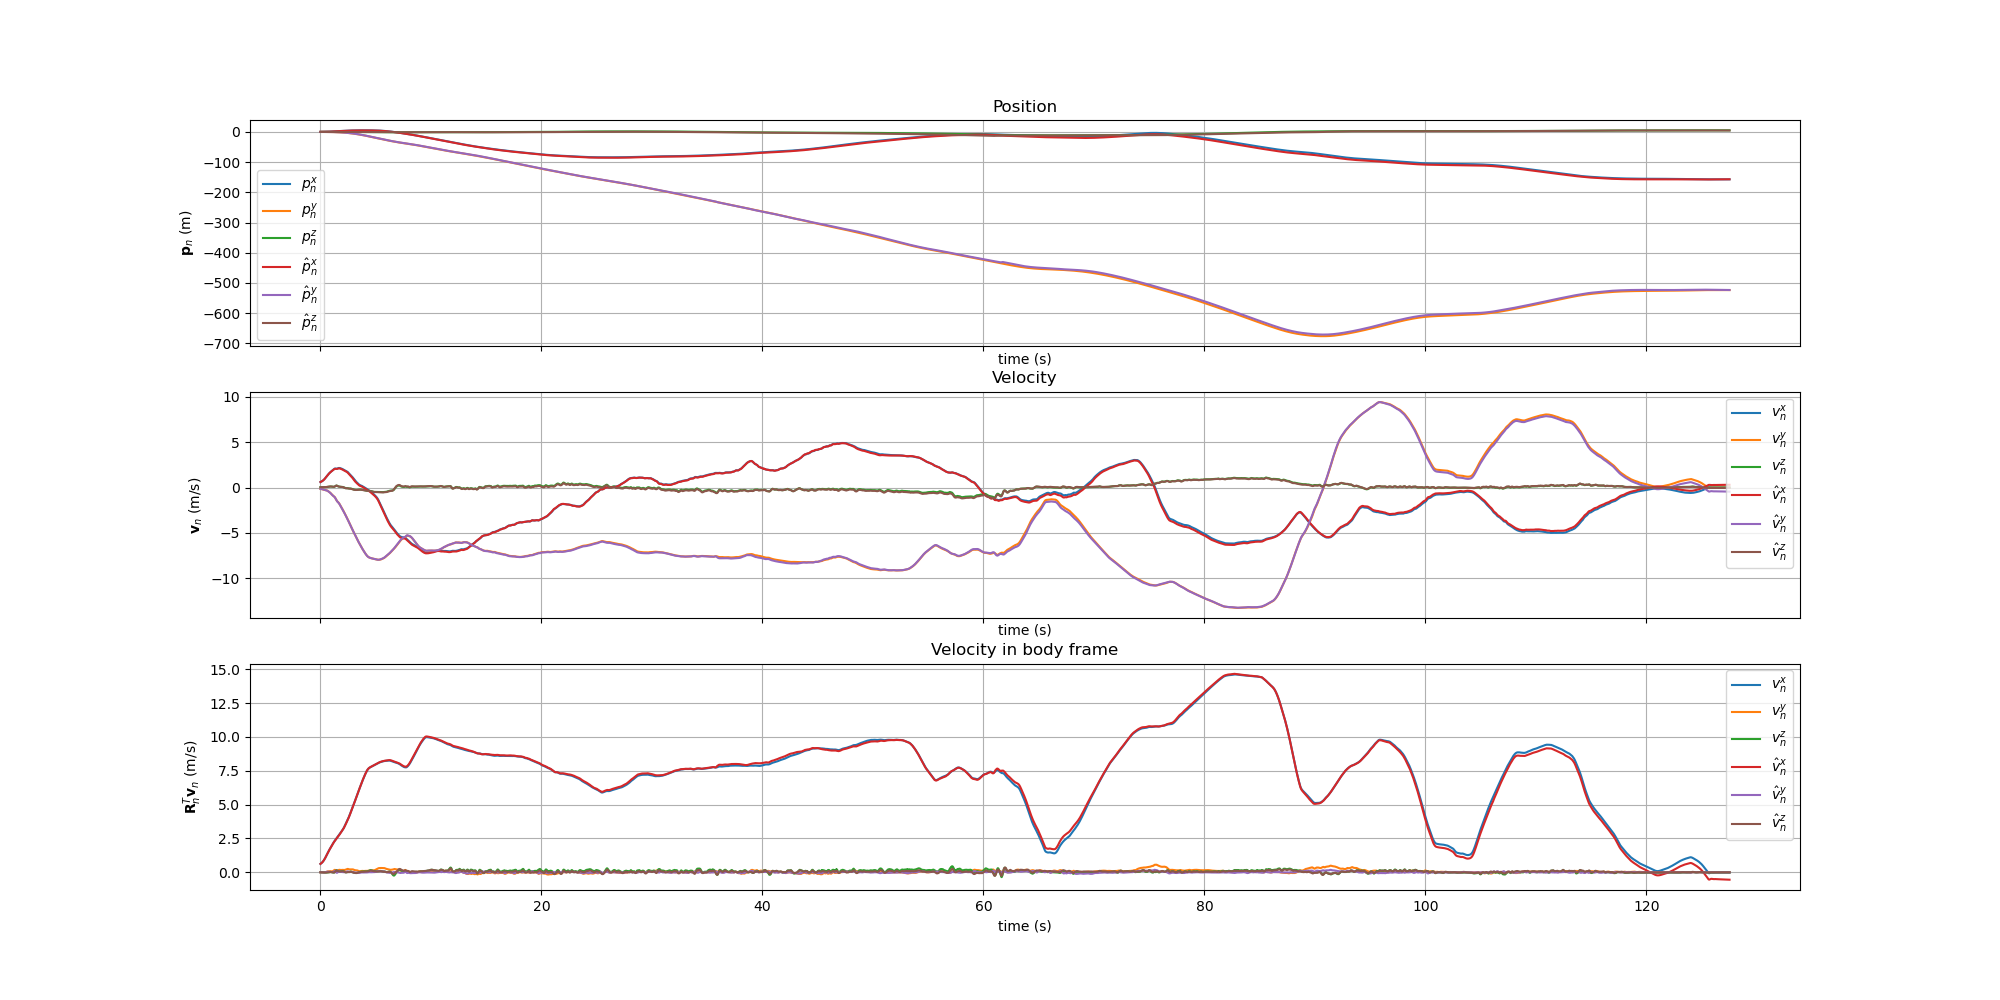 Position
0
−100
−200
−300
−400
−500
−600
−700
p_n (m)
p_n^x
p_n^y
p_n^z
p̂_n^x
p̂_n^y
p̂_n^z
time (s)
Velocity
10
5
0
−5
−10
v_n (m/s)
v_n^x
v_n^y
v_n^z
v̂_n^x
v̂_n^y
v̂_n^z
time (s)
Velocity in body frame
15.0
12.5
10.0
7.5
5.0
2.5
0.0
R_n^T v_n (m/s)
v_n^x
v_n^y
v_n^z
v̂_n^x
v̂_n^y
v̂_n^z
0 20 40 60 80 100 120
time (s)